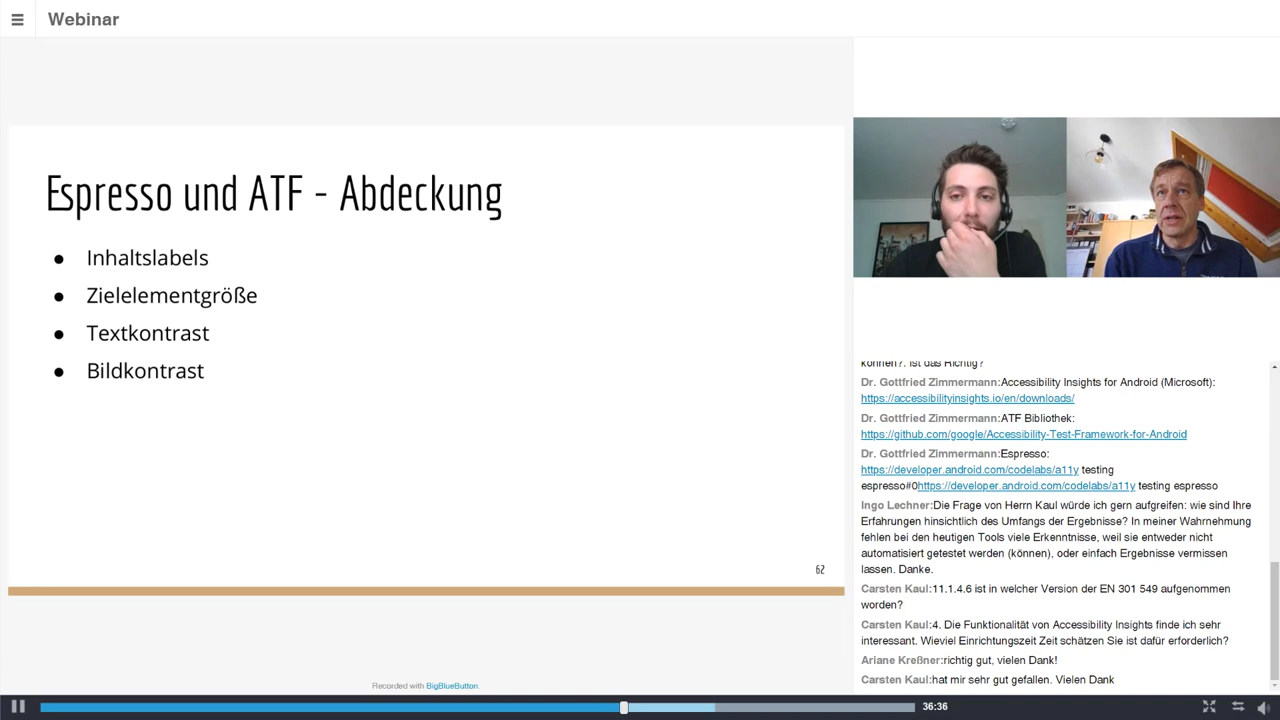 Webinar
Espresso und ATF - Abdeckung
● Inhaltslabels
● Zielelementgröße
● Textkontrast
● Bildkontrast
62
Recorded with BigBlueButton.
können?. Ist das Richtig?
Dr. Gottfried Zimmermann:Accessibility Insights for Android (Microsoft):
https://accessibilityinsights.io/en/downloads/
Dr. Gottfried Zimmermann:ATF Bibliothek:
https://github.com/google/Accessibility-Test-Framework-for-Android
Dr. Gottfried Zimmermann:Espresso:
https://developer.android.com/codelabs/a11y testing
espresso#0https://developer.android.com/codelabs/a11y testing espresso
Ingo Lechner:Die Frage von Herrn Kaul würde ich gern aufgreifen: wie sind Ihre
Erfahrungen hinsichtlich des Umfangs der Ergebnisse? In meiner Wahrnehmung
fehlen bei den heutigen Tools viele Erkenntnisse, weil sie entweder nicht
automatisiert getestet werden (können), oder einfach Ergebnisse vermissen
lassen. Danke.
Carsten Kaul:11.1.4.6 ist in welcher Version der EN 301 549 aufgenommen
worden?
Carsten Kaul:4. Die Funktionalität von Accessibility Insights finde ich sehr
interessant. Wieviel Einrichtungszeit Zeit schätzen Sie ist dafür erforderlich?
Ariane Kreßner:richtig gut, vielen Dank!
Carsten Kaul:hat mir sehr gut gefallen. Vielen Dank
36:36